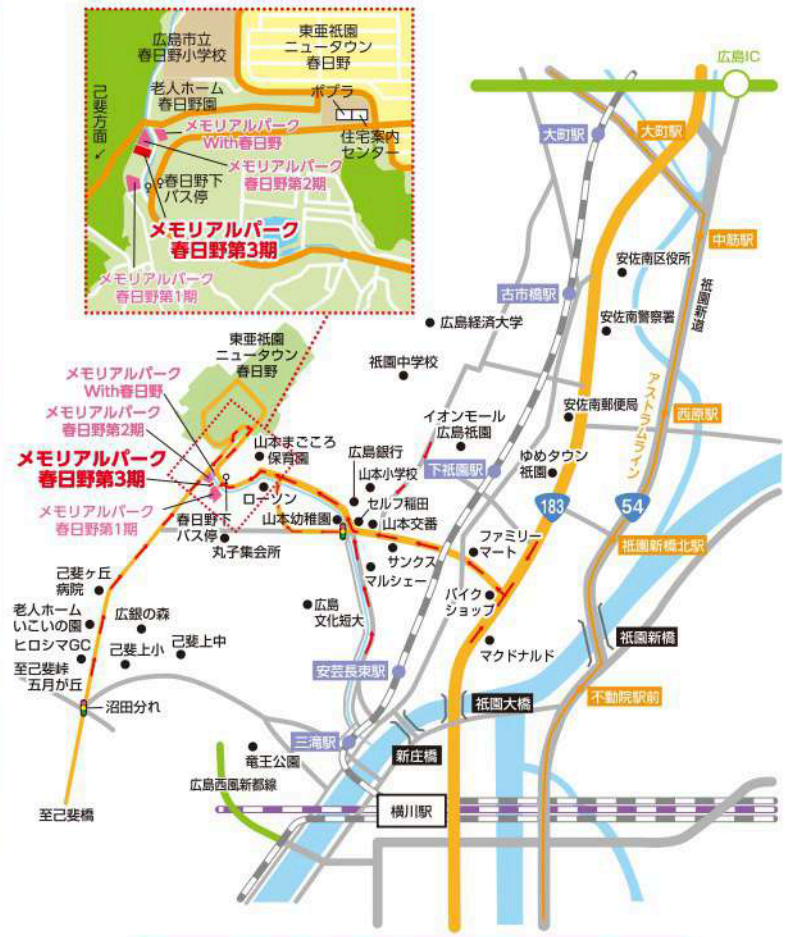 広島市立
春日野小学校
東亜祇園
ニュータウン
春日野
己斐方面
↙
老人ホーム
春日野園
ポプラ
住宅案内
センター
メモリアルパーク
With春日野
メモリアルパーク
春日野第2期
春日野下
バス停
メモリアルパーク
春日野第3期
メモリアルパーク
春日野第1期
広島IC
大町駅
大町駅
中筋駅
安佐南区役所
祇園新道
古市橋駅
安佐南警察署
広島経済大学
東亜祇園
ニュータウン
春日野
祇園中学校
アストラムライン
メモリアルパーク
With春日野
メモリアルパーク
春日野第2期
イオンモール
広島祇園
安佐南郵便局
西原駅
メモリアルパーク
春日野第3期
山本まごころ
保育園
広島銀行
山本小学校
下祇園駅
ゆめタウン
祇園
ローソン
セルフ稲田
183
54
メモリアルパーク
春日野第1期
春日野下
バス停
山本幼稚園
山本交番
ファミリー
マート
祇園新橋北駅
丸子集会所
サンクス
マルシェー
己斐ヶ丘
病院
バイク
ショップ
老人ホーム
いこいの園
広銀の森
広島
文化短大
祇園新橋
ヒロシマGC
己斐上小
己斐上中
マクドナルド
至己斐峠
五月が丘
安芸長束駅
沼田分れ
祇園大橋
不動院駅前
三滝駅
新庄橋
竜王公園
広島西風新都線
横川駅
至己斐橋